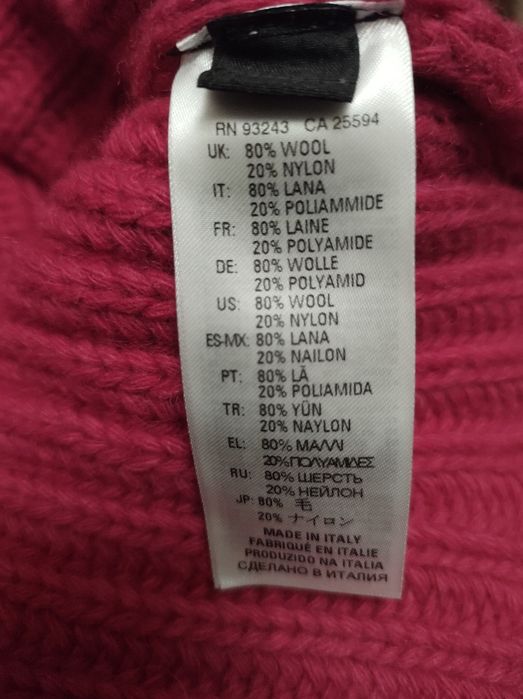 RN 93243 CA 25594
UK: 80% WOOL
20% NYLON
IT: 80% LANA
20% POLIAMMIDE
FR: 80% LAINE
20% POLYAMIDE
DE: 80% WOLLE
20% POLYAMID
US: 80% WOOL
20% NYLON
ES-MX: 80% LANA
20% NAILON
PT: 80% LÃ
20% POLIAMIDA
TR: 80% YÜN
20% NAYLON
EL: 80% ΜΑΛΛΙ
20% ΠΟΛΥΑΜΙΔΕΣ
RU: 80% ШЕРСТЬ
20% НЕЙЛОН
JP: 80% 毛
20% ナイロン
MADE IN ITALY
FABRIQUÉ EN ITALIE
PRODUZIDO NA ITALIA
СДЕЛАНО В ИТАЛИЯ